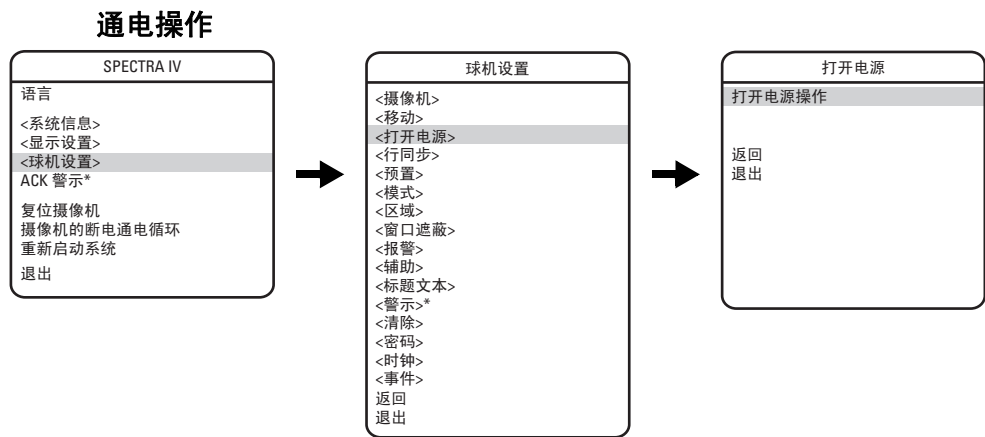 通电操作
SPECTRA IV
语言
<系统信息>
<显示设置>
<球机设置>
ACK 警示*
复位摄像机
摄像机的断电通电循环
重新启动系统
退出
球机设置
<摄像机>
<移动>
<打开电源>
<行同步>
<预置>
<模式>
<区域>
<窗口遮蔽>
<报警>
<辅助>
<标题文本>
<警示>*
<清除>
<密码>
<时钟>
<事件>
返回
退出
打开电源
打开电源操作
返回
退出